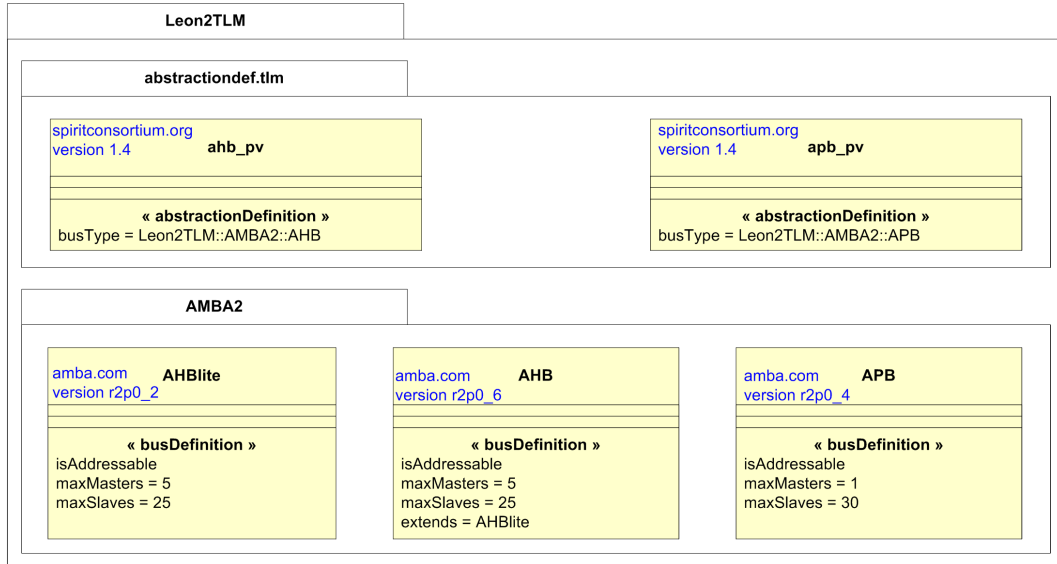 Leon2TLM
abstractiondef.tlm
spiritconsortium.org
version 1.4
ahb_pv
« abstractionDefinition »
busType = Leon2TLM::AMBA2::AHB
spiritconsortium.org
version 1.4
apb_pv
« abstractionDefinition »
busType = Leon2TLM::AMBA2::APB
AMBA2
amba.com
version r2p0_2
AHBlite
« busDefinition »
isAddressable
maxMasters = 5
maxSlaves = 25
amba.com
version r2p0_6
AHB
« busDefinition »
isAddressable
maxMasters = 5
maxSlaves = 25
extends = AHBlite
amba.com
version r2p0_4
APB
« busDefinition »
isAddressable
maxMasters = 1
maxSlaves = 30